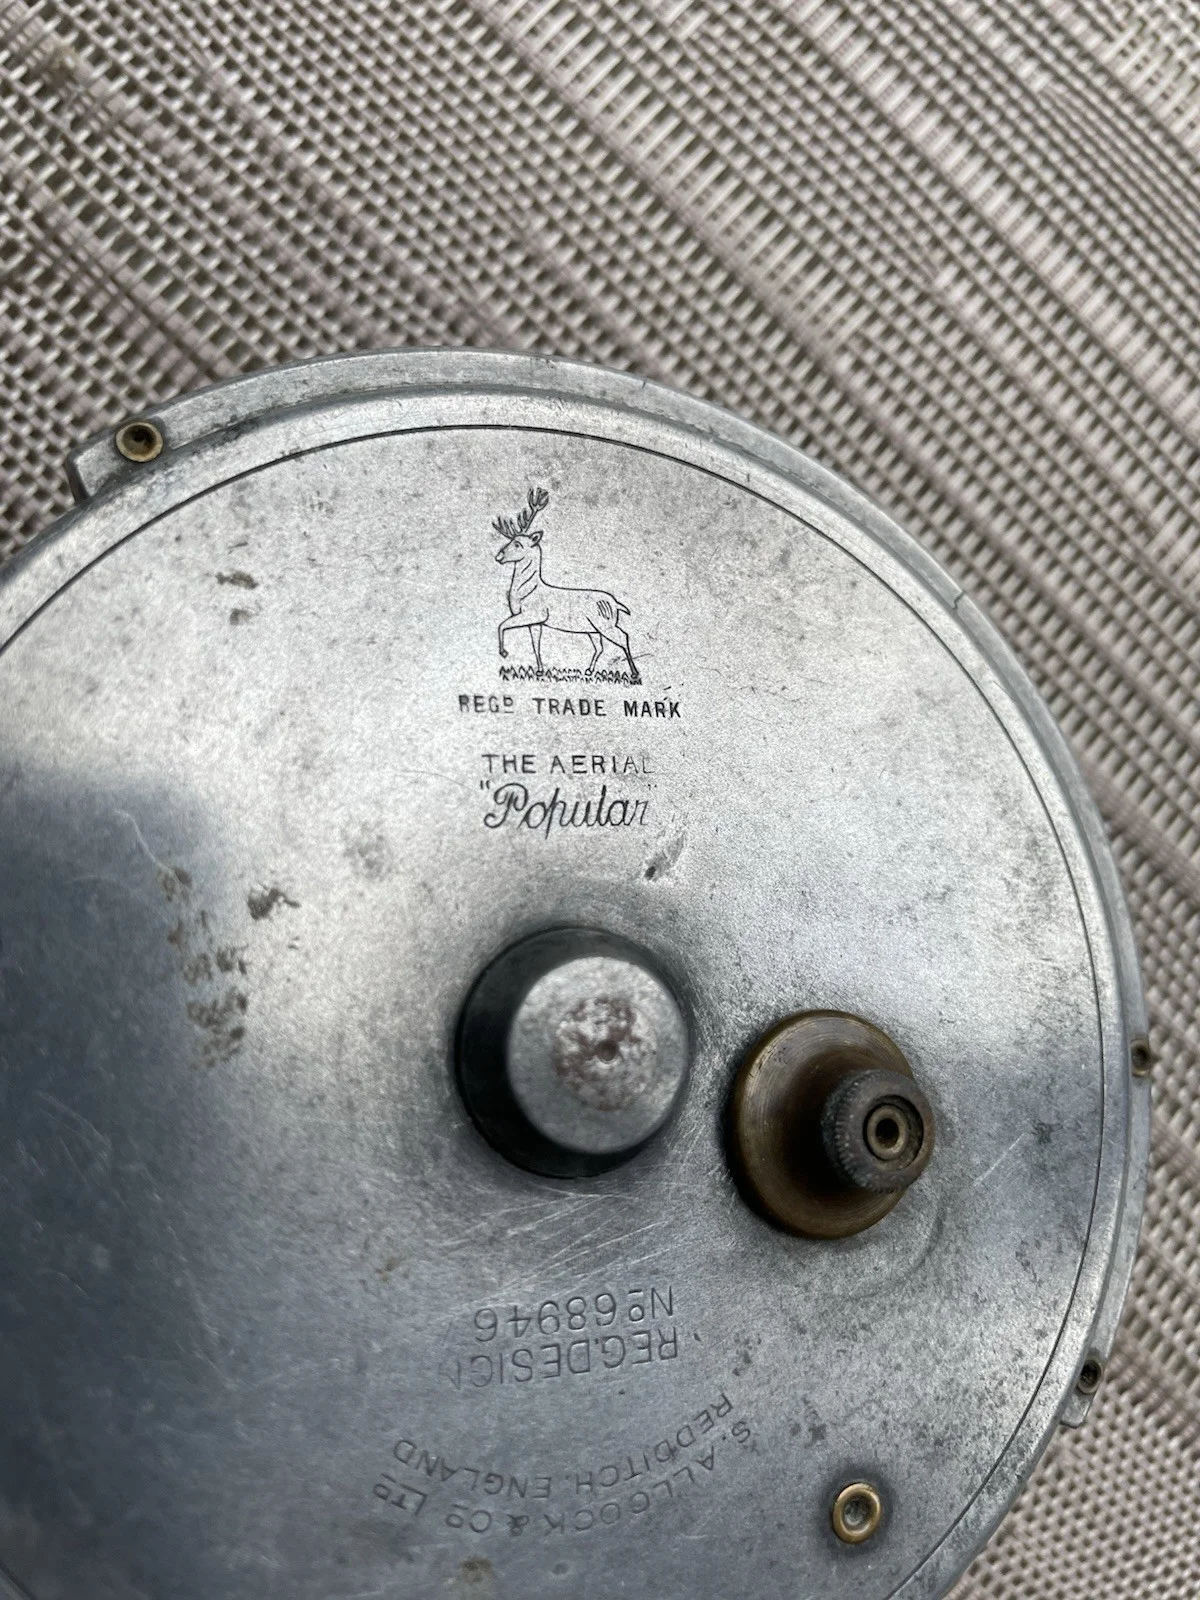 REGᴰ TRADE MARK
THE AERIAL
"Popular"
S. ALLCOCK & Cº LTD
REDDITCH. ENGLAND
REG.DESIGN
Nº 68946